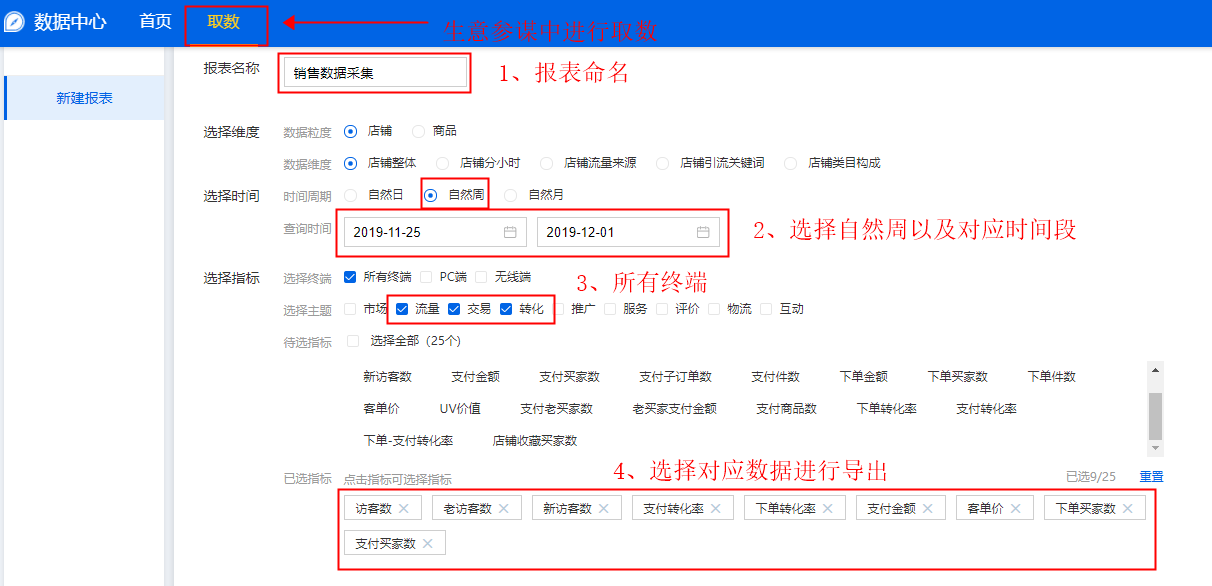 数据中心 首页 取数 生意参谋中进行取数
报表名称 销售数据采集 1、报表命名
新建报表
选择维度 数据粒度 店铺 商品
数据维度 店铺整体 店铺分小时 店铺流量来源 店铺引流关键词 店铺类目构成
选择时间 时间周期 自然日 自然周 自然月
查询时间 2019-11-25 2019-12-01 2、选择自然周以及对应时间段
选择指标 选择终端 所有终端 PC端 无线端 3、所有终端
选择主题 市场 流量 交易 转化 推广 服务 评价 物流 互动
待选指标 选择全部（25个）
新访客数 支付金额 支付买家数 支付子订单数 支付件数 下单金额 下单买家数 下单件数
客单价 UV价值 支付老买家数 老买家支付金额 支付商品数 下单转化率 支付转化率
下单-支付转化率 店铺收藏买家数
4、选择对应数据进行导出
已选指标 点击指标可选择指标 已选9/25 重置
访客数 老访客数 新访客数 支付转化率 下单转化率 支付金额 客单价 下单买家数
支付买家数